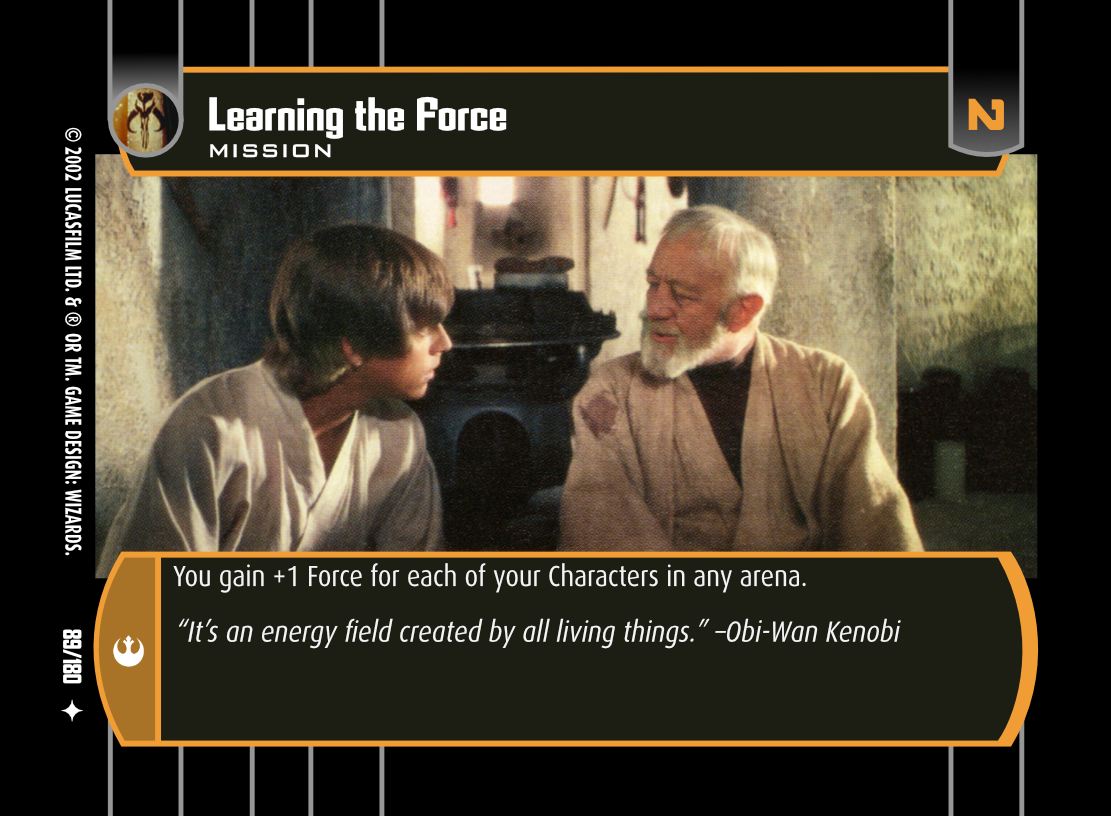 Learning the Force
MISSION
N
© 2002 LUCASFILM LTD. & ® OR TM. GAME DESIGN: WIZARDS.
You gain +1 Force for each of your Characters in any arena.
“It’s an energy field created by all living things.” –Obi-Wan Kenobi
89/180